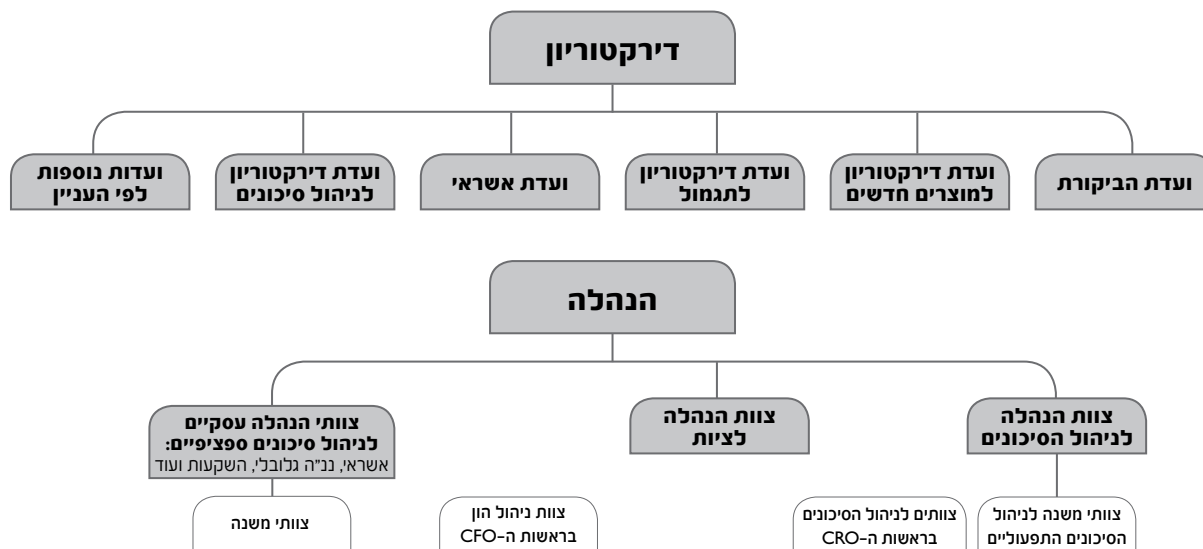 דירקטוריון
ועדת הביקורת
ועדת דירקטוריון
למוצרים חדשים
ועדת דירקטוריון
לתגמול
ועדת אשראי
ועדת דירקטוריון
לניהול סיכונים
ועדות נוספות
לפי העניין
הנהלה
צוות הנהלה
לניהול הסיכונים
צוות הנהלה
לציות
צוותי הנהלה עסקיים
לניהול סיכונים ספציפיים:
אשראי, ננ"ה גלובלי, השקעות ועוד
צוותי משנה לניהול
הסיכונים התפעוליים
צוותים לניהול הסיכונים
בראשות ה-CRO
צוות ניהול הון
בראשות ה-CFO
צוותי משנה